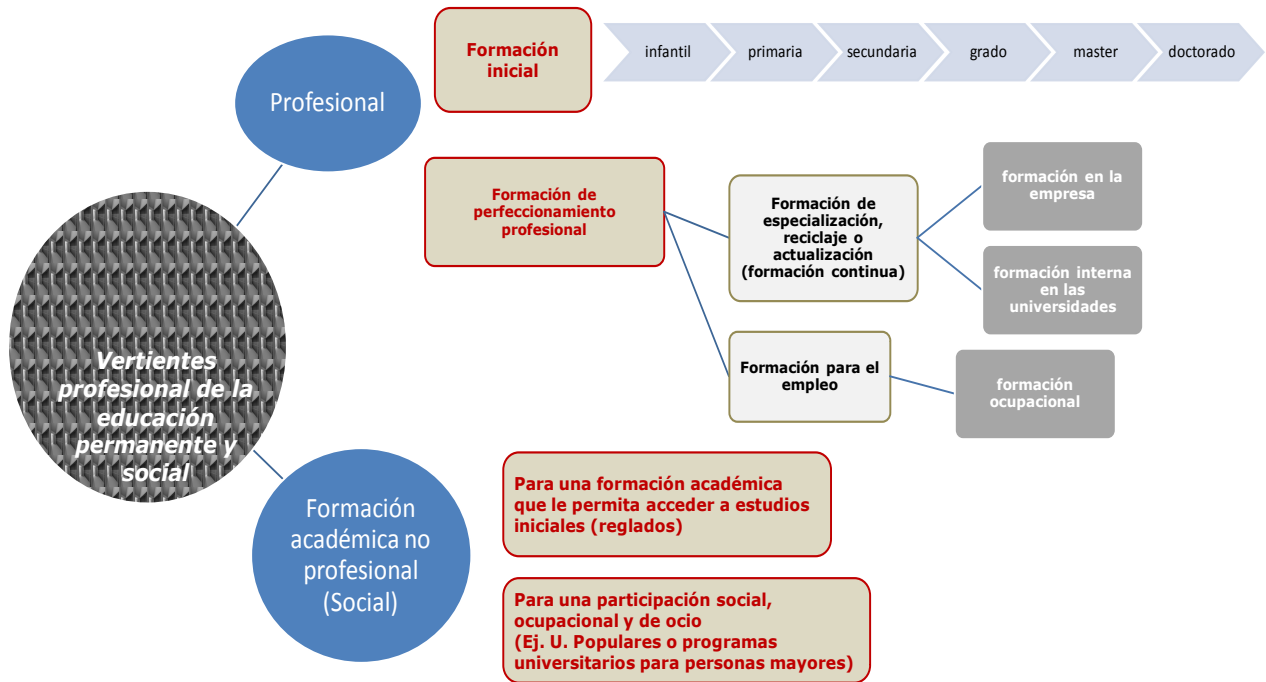 Vertientes
profesional de la
educación
permanente y
social
Profesional
Formación
inicial
infantil
primaria
secundaria
grado
master
doctorado
Formación de
perfeccionamiento
profesional
Formación de
especialización,
reciclaje o
actualización
(formación continua)
formación en la
empresa
formación interna
en las
universidades
Formación para el
empleo
formación
ocupacional
Formación
académica no
profesional
(Social)
Para una formación académica
que le permita acceder a estudios
iniciales (reglados)
Para una participación social,
ocupacional y de ocio
(Ej. U. Populares o programas
universitarios para personas mayores)